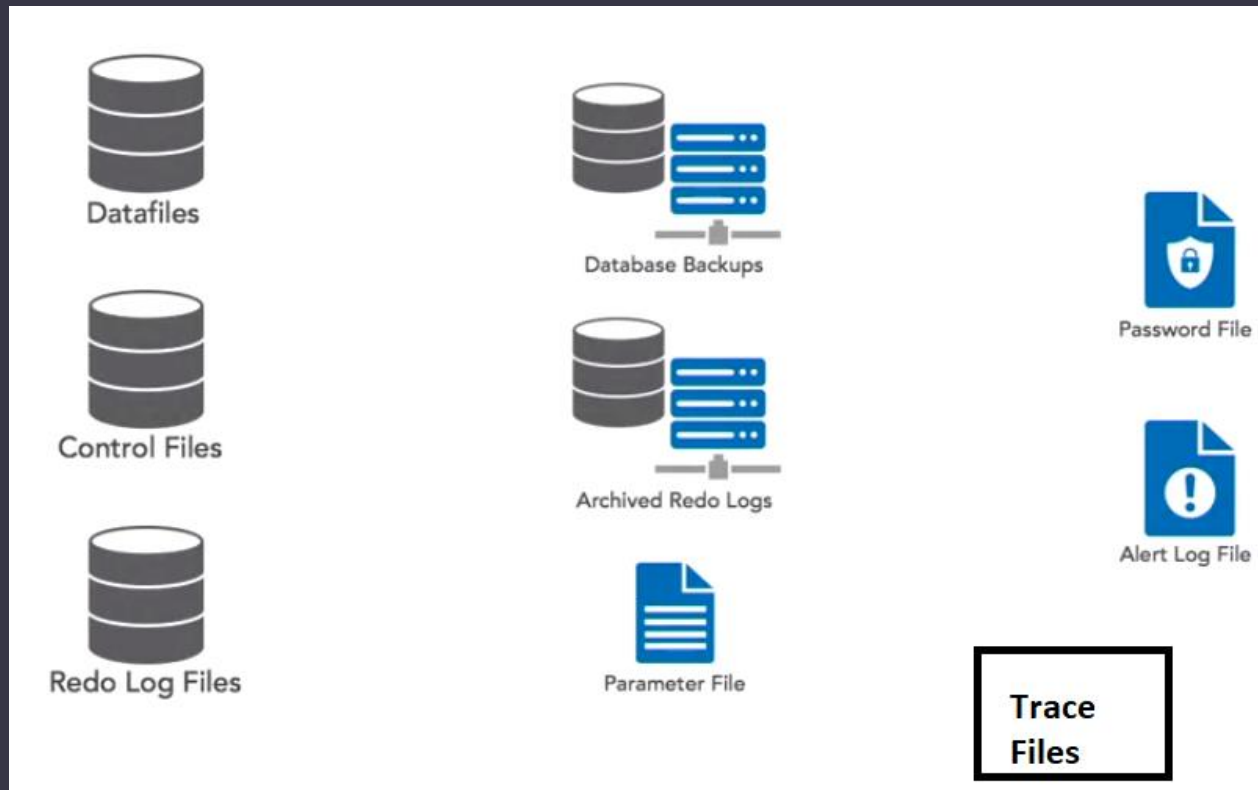 Datafiles
Control Files
Redo Log Files
Database Backups
Archived Redo Logs
Parameter File
Password File
Alert Log File
Trace
Files